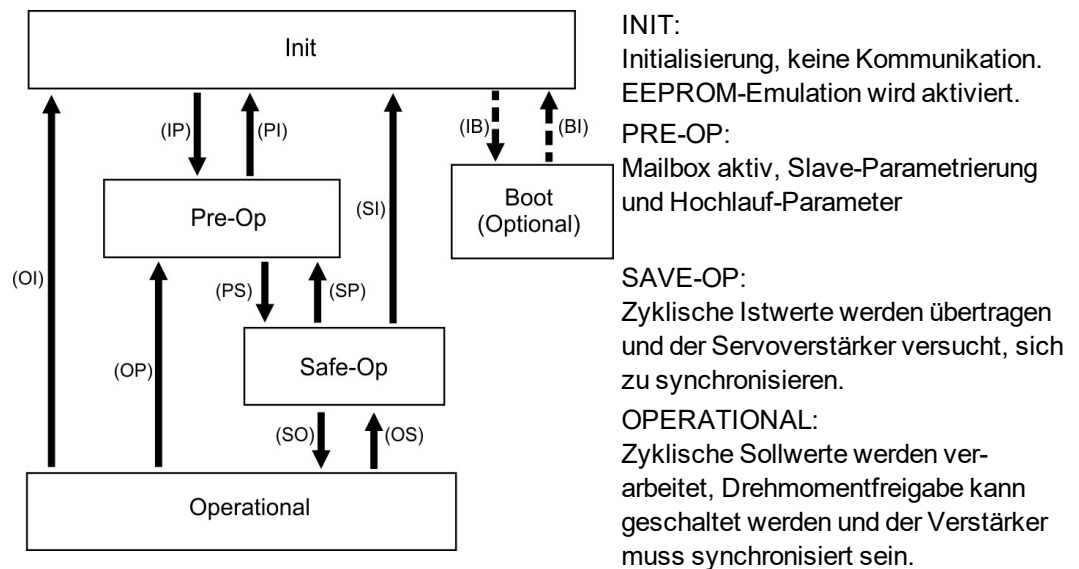 Init
(IP)
(PI)
(IB)
(BI)
Pre-Op
(SI)
Boot
(Optional)
(OI)
(PS)
(SP)
(OP)
Safe-Op
(SO)
(OS)
Operational
INIT:
Initialisierung, keine Kommunikation.
EEPROM-Emulation wird aktiviert.
PRE-OP:
Mailbox aktiv, Slave-Parametrierung
und Hochlauf-Parameter
SAVE-OP:
Zyklische Istwerte werden übertragen
und der Servoverstärker versucht, sich
zu synchronisieren.
OPERATIONAL:
Zyklische Sollwerte werden ver-
arbeitet, Drehmomentfreigabe kann
geschaltet werden und der Verstärker
muss synchronisiert sein.